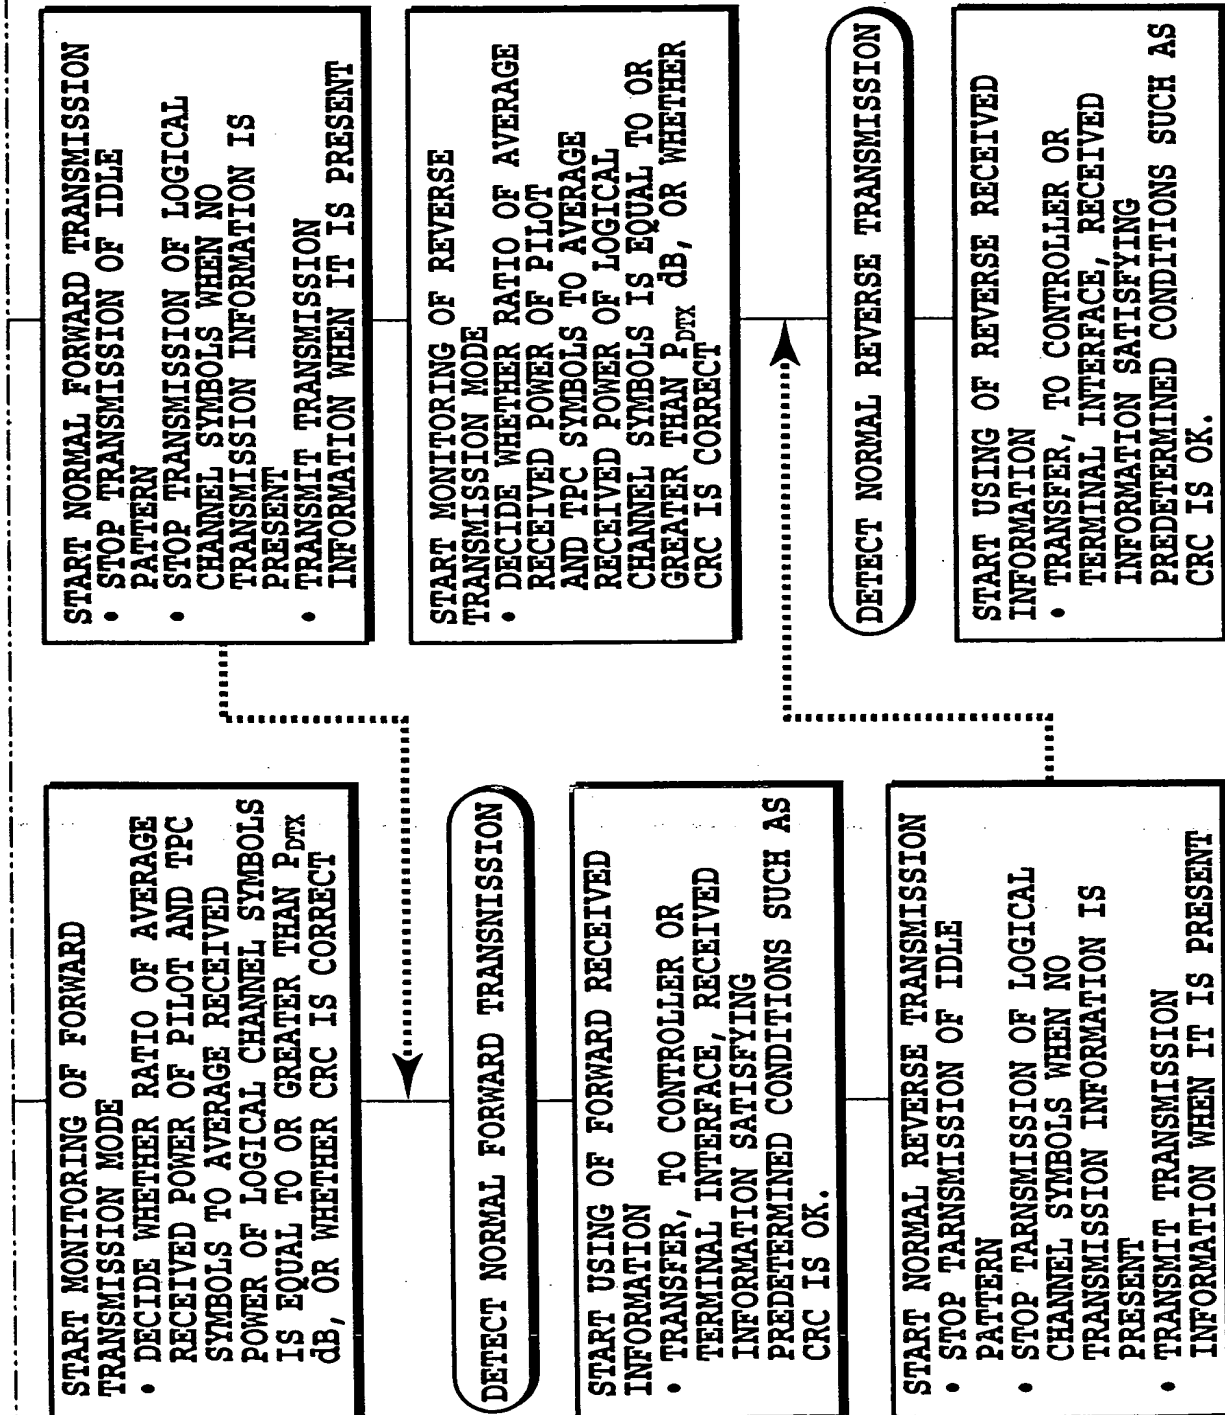 START MONITORING OF FORWARD
TRANSMISSION MODE
• DECIDE WHETHER RATIO OF AVERAGE
RECEIVED POWER OF PILOT AND TPC
SYMBOLS TO AVERAGE RECEIVED
POWER OF LOGICAL CHANNEL SYMBOLS
IS EQUAL TO OR GREATER THAN PDTX
dB, OR WHETHER CRC IS CORRECT
DETECT NORMAL FORWARD TRANSNISSION
START USING OF FORWARD RECEIVED
INFORMATION
• TRANSFER, TO CONTROLLER OR
TERMINAL INTERFACE, RECEIVED
INFORMATION SATISFYING
PREDETERMINED CONDITIONS SUCH AS
CRC IS OK.
START NORMAL REVERSE TRANSMISSION
• STOP TARNSMISSION OF IDLE
PATTERN
• STOP TARNSMISSION OF LOGICAL
CHANNEL SYMBOLS WHEN NO
TRANSMISSION INFORMATION IS
PRESENT
• TRANSMIT TRANSMISSION
INFORMATION WHEN IT IS PRESENT
START NORMAL FORWARD TRANSMISSION
• STOP TRANSMISSION OF IDLE
PATTERN
• STOP TRANSMISSION OF LOGICAL
CHANNEL SYMBOLS WHEN NO
TRANSMISSION INFORMATION IS
PRESENT
• TRANSMIT TRANSMISSION
INFORMATION WHEN IT IS PRESENT
START MONITORING OF REVERSE
TRANSMISSION MODE
• DECIDE WHETHER RATIO OF AVERAGE
RECEIVED POWER OF PILOT
AND TPC SYMBOLS TO AVERAGE
RECEIVED POWER OF LOGICAL
CHANNEL SYMBOLS IS EQUAL TO OR
GREATER THAN PDTX dB, OR WHETHER
CRC IS CORRECT
DETECT NORMAL REVERSE TRANSMISSION
START USING OF REVERSE RECEIVED
INFORMATION
• TRANSFER, TO CONTROLLER OR
TERMINAL INTERFACE, RECEIVED
INFORMATION SATISFYING
PREDETERMINED CONDITIONS SUCH AS
CRC IS OK.